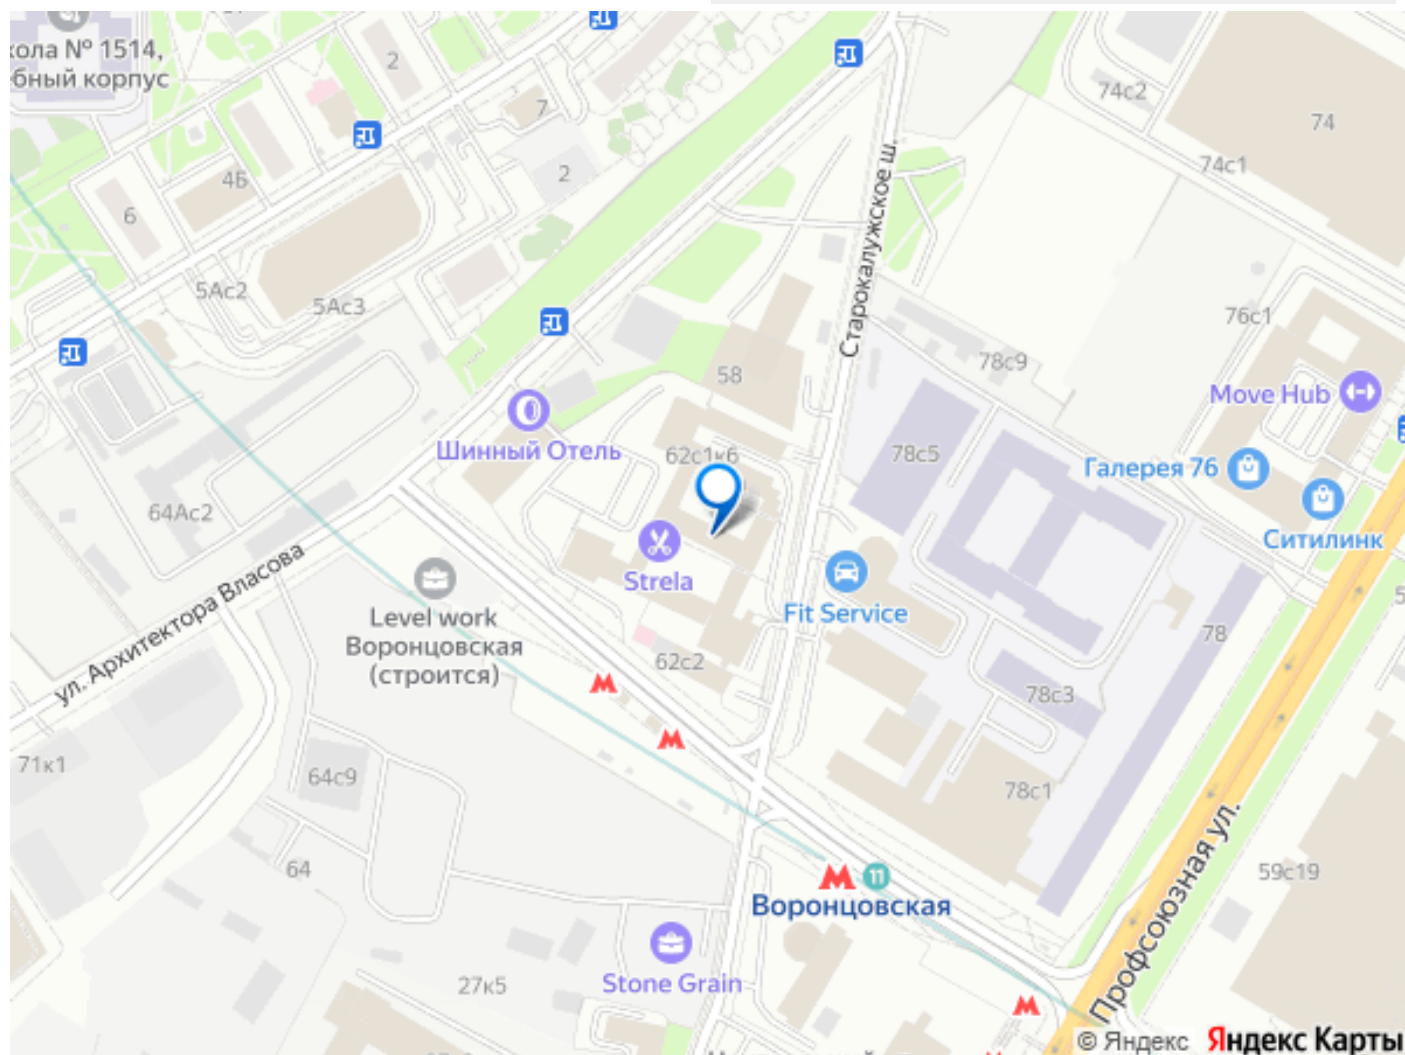 кола № 1514,
бный корпус
2
7
74с2
74
74с1
4Б
2
6
Старокалужское ш.
5Ас2
5Ас3
76с1
58
78с9
Move Hub
Шинный Отель
62с1к6
78с5
Галерея 76
64Ас2
Ситилинк
ул. Архитектора Власова
Strela
Level work
Воронцовская
(строится)
Fit Service
78
62с2
78с3
71к1
64с9
78с1
64
11
Воронцовская
59с19
Профсоюзная ул.
27к5
Stone Grain
© Яндекс Яндекс Карты